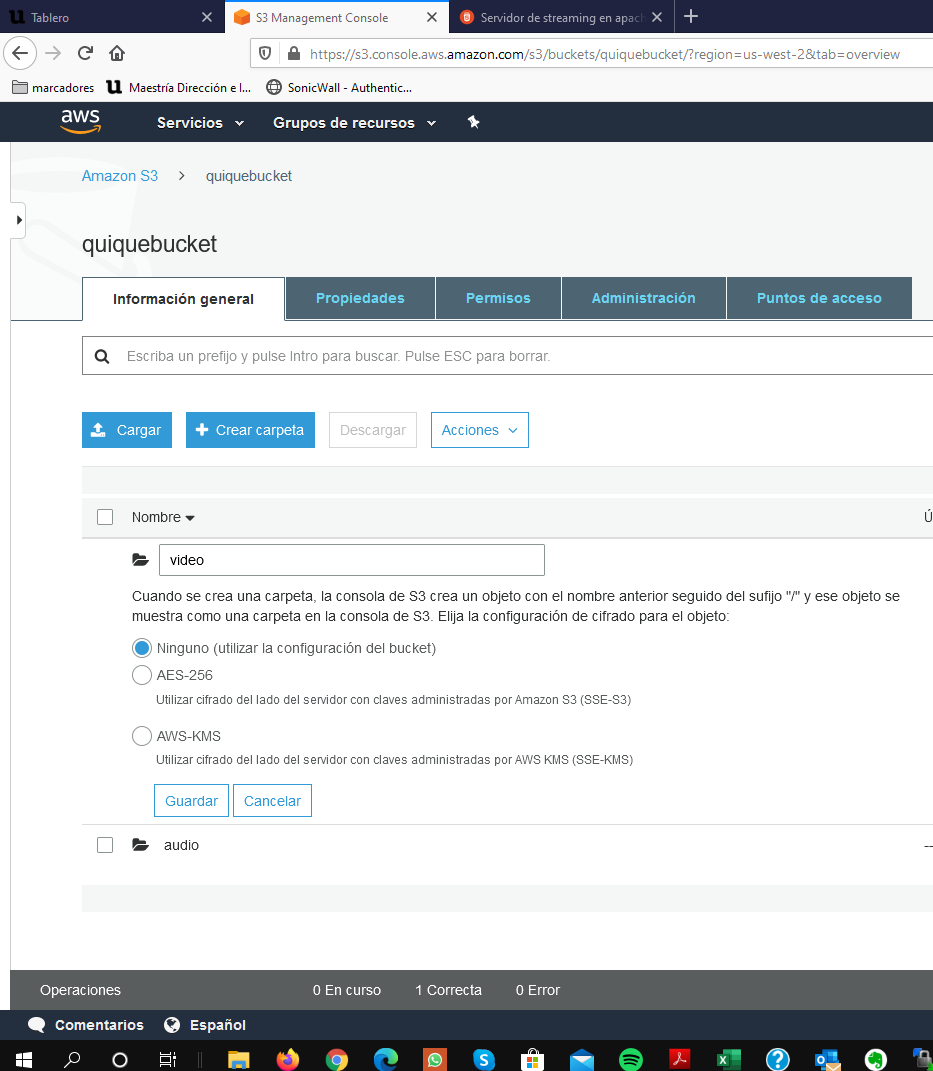 Tablero
S3 Management Console
Servidor de streaming en apach
https://s3.console.aws.amazon.com/s3/buckets/quiquebucket/?region=us-west-2&tab=overview
marcadores
Maestría Dirección e I...
SonicWall - Authentic...
aws
Servicios
Grupos de recursos
Amazon S3 > quiquebucket
quiquebucket
Información general
Propiedades
Permisos
Administración
Puntos de acceso
Escriba un prefijo y pulse Intro para buscar. Pulse ESC para borrar.
Cargar
Crear carpeta
Descargar
Acciones
Nombre
Ú
video
Cuando se crea una carpeta, la consola de S3 crea un objeto con el nombre anterior seguido del sufijo "/" y ese objeto se
muestra como una carpeta en la consola de S3. Elija la configuración de cifrado para el objeto:
Ninguno (utilizar la configuración del bucket)
AES-256
Utilizar cifrado del lado del servidor con claves administradas por Amazon S3 (SSE-S3)
AWS-KMS
Utilizar cifrado del lado del servidor con claves administradas por AWS KMS (SSE-KMS)
Guardar
Cancelar
audio
--
Operaciones
0 En curso
1 Correcta
0 Error
Comentarios
Español